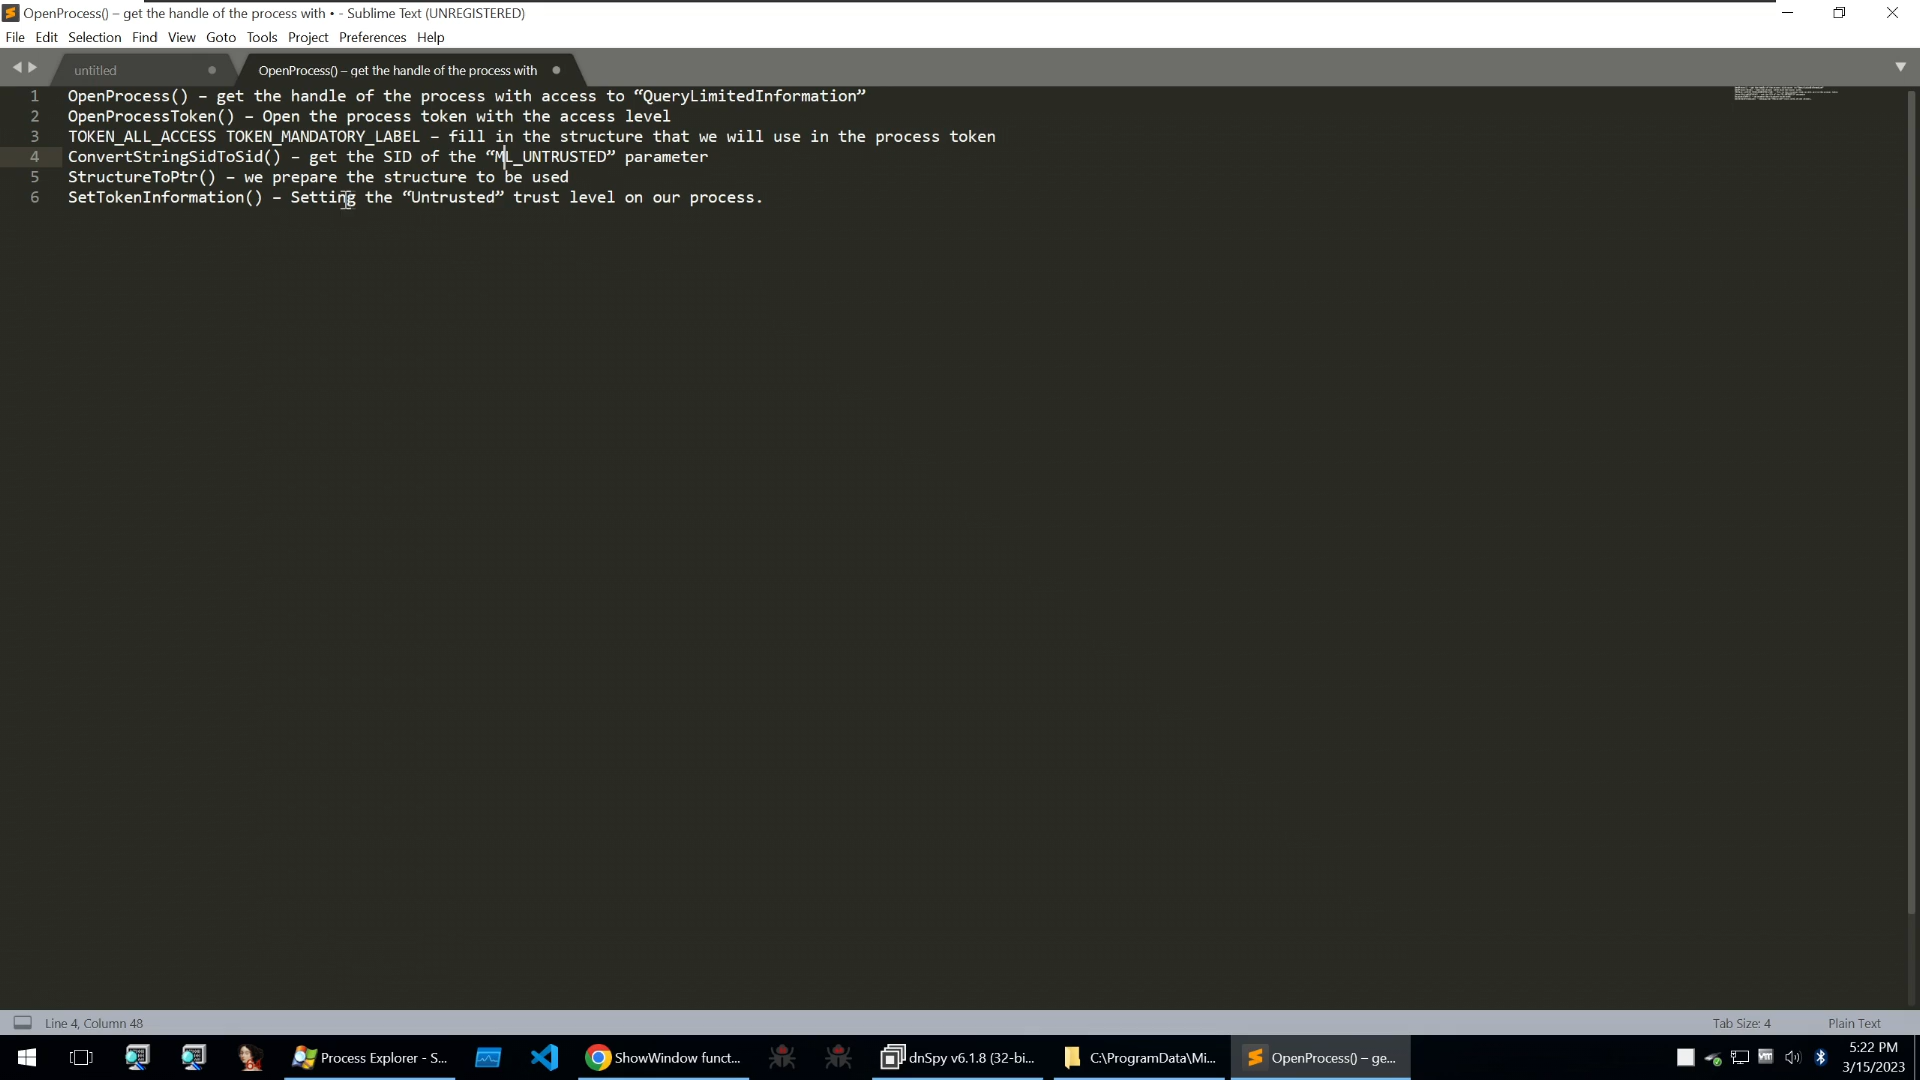 OpenProcess() – get the handle of the process with • - Sublime Text (UNREGISTERED)
File Edit Selection Find View Goto Tools Project Preferences Help
untitled
OpenProcess() – get the handle of the process with
1 OpenProcess() – get the handle of the process with access to “QueryLimitedInformation”
2 OpenProcessToken() – Open the process token with the access level
3 TOKEN_ALL_ACCESS TOKEN_MANDATORY_LABEL – fill in the structure that we will use in the process token
4 ConvertStringSidToSid() – get the SID of the “ML_UNTRUSTED” parameter
5 StructureToPtr() – we prepare the structure to be used
6 SetTokenInformation() – Setting the “Untrusted” trust level on our process.
Line 4, Column 48
Tab Size: 4
Plain Text
Process Explorer - S...
ShowWindow funct...
dnSpy v6.1.8 (32-bi...
C:\ProgramData\Mi...
OpenProcess() – ge...
5:22 PM
3/15/2023